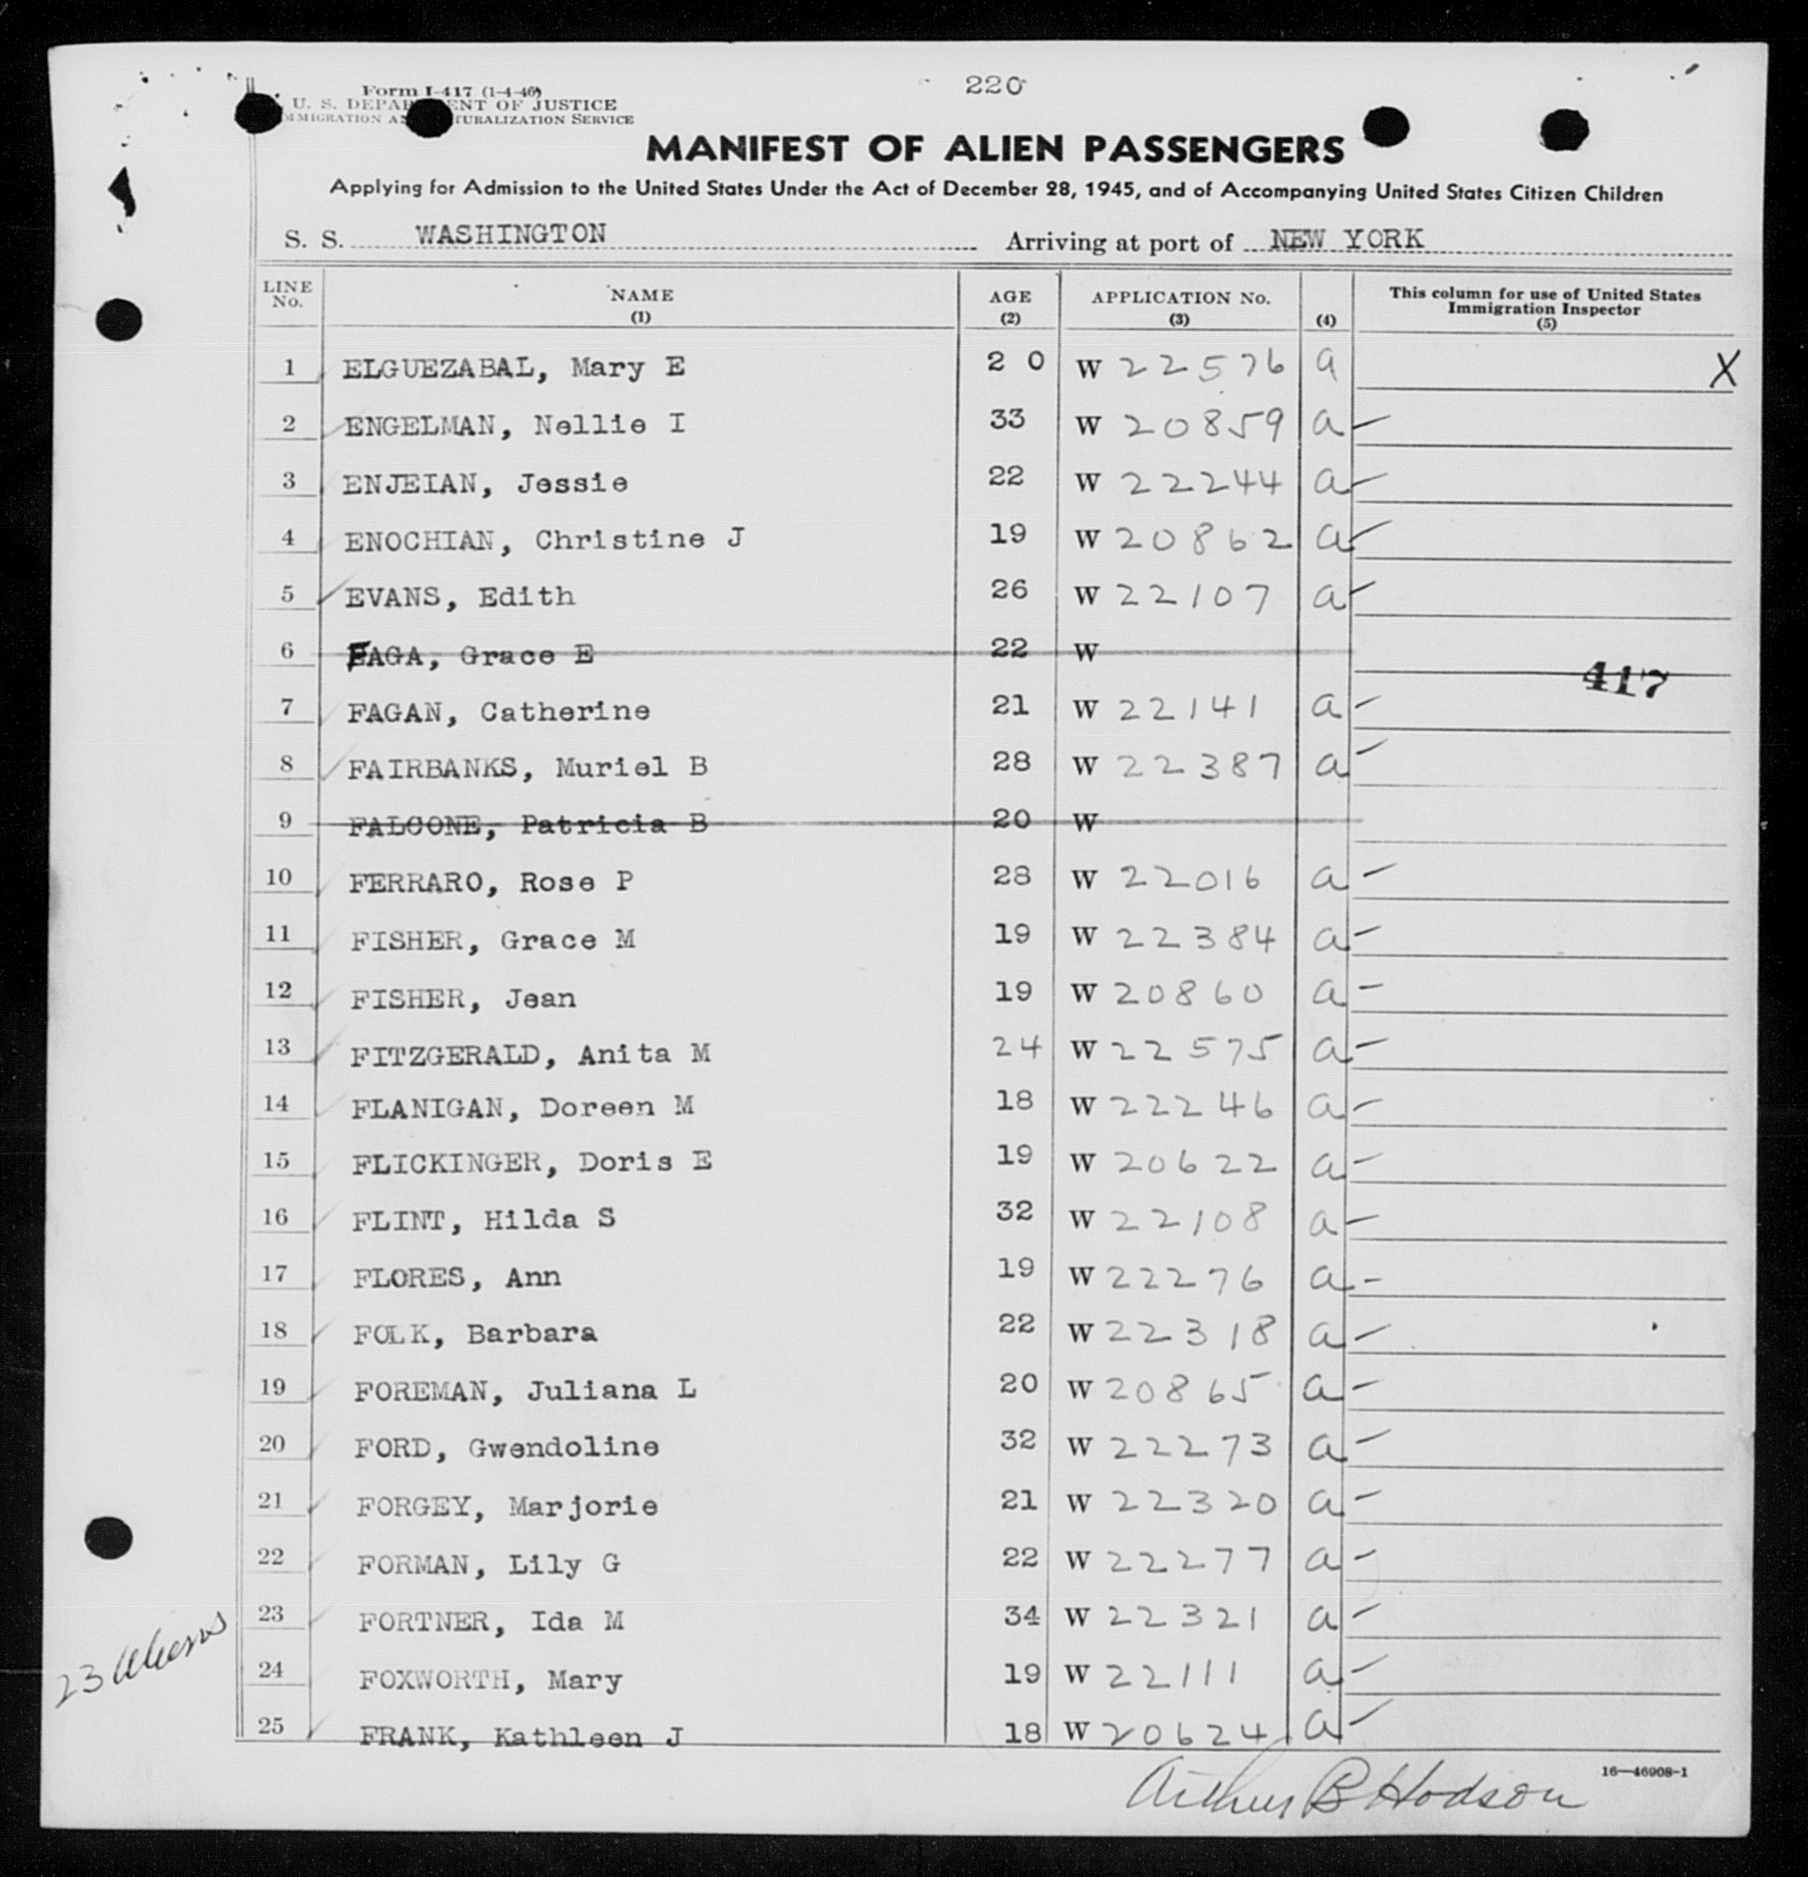 220
Form I-417 (1-4-46)
U. S. DEPARTMENT OF JUSTICE
IMMIGRATION AND NATURALIZATION SERVICE
MANIFEST OF ALIEN PASSENGERS
Applying for Admission to the United States Under the Act of December 28, 1945, and of Accompanying United States Citizen Children
S. S. WASHINGTON Arriving at port of NEW YORK
LINE No. NAME (1) AGE (2) APPLICATION No. (3) (4) This column for use of United States Immigration Inspector (5)
1 ELGUEZABAL, Mary E 20 W 22576 a X
2 ENGELMAN, Nellie I 33 W 20859 a
3 ENJEIAN, Jessie 22 W 22244 a
4 ENOCHIAN, Christine J 19 W 20862 a
5 EVANS, Edith 26 W 22107 a
6 FAGA, Grace E 22 W
417
7 FAGAN, Catherine 21 W 22141 a
8 FAIRBANKS, Muriel B 28 W 22387 a
9 FALCONE, Patricia B 20 W
10 FERRARO, Rose P 28 W 22016 a
11 FISHER, Grace M 19 W 22384 a
12 FISHER, Jean 19 W 20860 a
13 FITZGERALD, Anita M 24 W 22575 a
14 FLANIGAN, Doreen M 18 W 22246 a
15 FLICKINGER, Doris E 19 W 20622 a
16 FLINT, Hilda S 32 W 22108 a
17 FLORES, Ann 19 W 22276 a
18 FOLK, Barbara 22 W 22318 a
19 FOREMAN, Juliana L 20 W 20865 a
20 FORD, Gwendoline 32 W 22273 a
21 FORGEY, Marjorie 21 W 22320 a
22 FORMAN, Lily G 22 W 22277 a
23 FORTNER, Ida M 34 W 22321 a
23 Aliens
24 FOXWORTH, Mary 19 W 22111 a
25 FRANK, Kathleen J 18 W 20624 a
16—46908-1
Arthur B Hodson